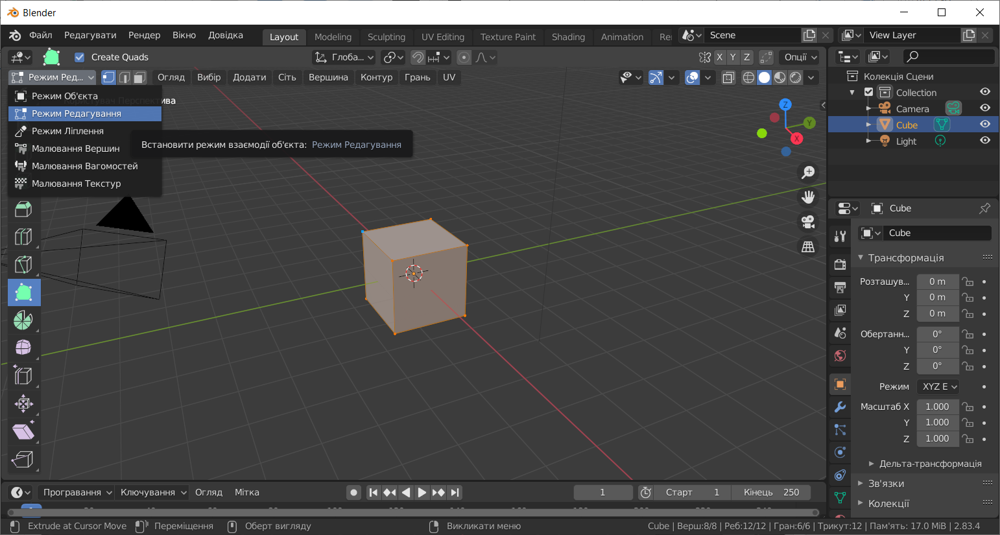 Blender
Файл Редагувати Рендер Вікно Довідка Layout Modeling Sculpting UV Editing Texture Paint Shading Animation Re Scene View Layer
Create Quads Глоба... X Y Z Опції
Режим Ред... Огляд Вибір Додати Сіть Вершина Контур Грань UV
Режим Об'єкта
Режим Редагування
Режим Ліплення
Малювання Вершин
Малювання Вагомостей
Малювання Текстур
Встановити режим взаємодії об'єкта: Режим Редагування
Z
Y
X
Колекція Сцени
Collection
Camera
Cube
Light
Cube
Cube
Трансформація
Розташув... 0 m
Y 0 m
Z 0 m
Обертанн... 0°
Y 0°
Z 0°
Режим XYZ E
Масштаб X 1.000
Y 1.000
Z 1.000
Дельта-трансформація
Зв'язки
Колекції
Програвання Ключування Огляд Мітка 1 Старт 1 Кінець 250
Extrude at Cursor Move Переміщення Оберт вигляду Викликати меню Cube | Верш:8/8 | Реб:12/12 | Гран:6/6 | Трикут:12 | Пам'ять: 17.0 MiB | 2.83.4